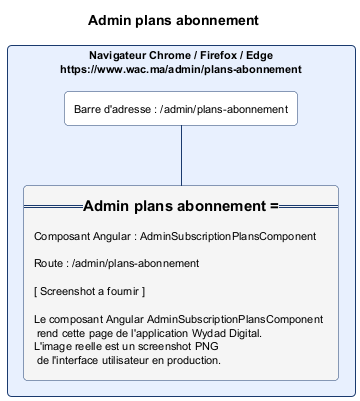 Admin plans abonnement
Navigateur Chrome / Firefox / Edge
https://www.wac.ma/admin/plans-abonnement
Barre d'adresse : /admin/plans-abonnement
Admin plans abonnement =
Composant Angular : AdminSubscriptionPlansComponent
Route : /admin/plans-abonnement
[ Screenshot a fournir ]
Le composant Angular AdminSubscriptionPlansComponent
rend cette page de l'application Wydad Digital.
L'image reelle est un screenshot PNG
de l'interface utilisateur en production.